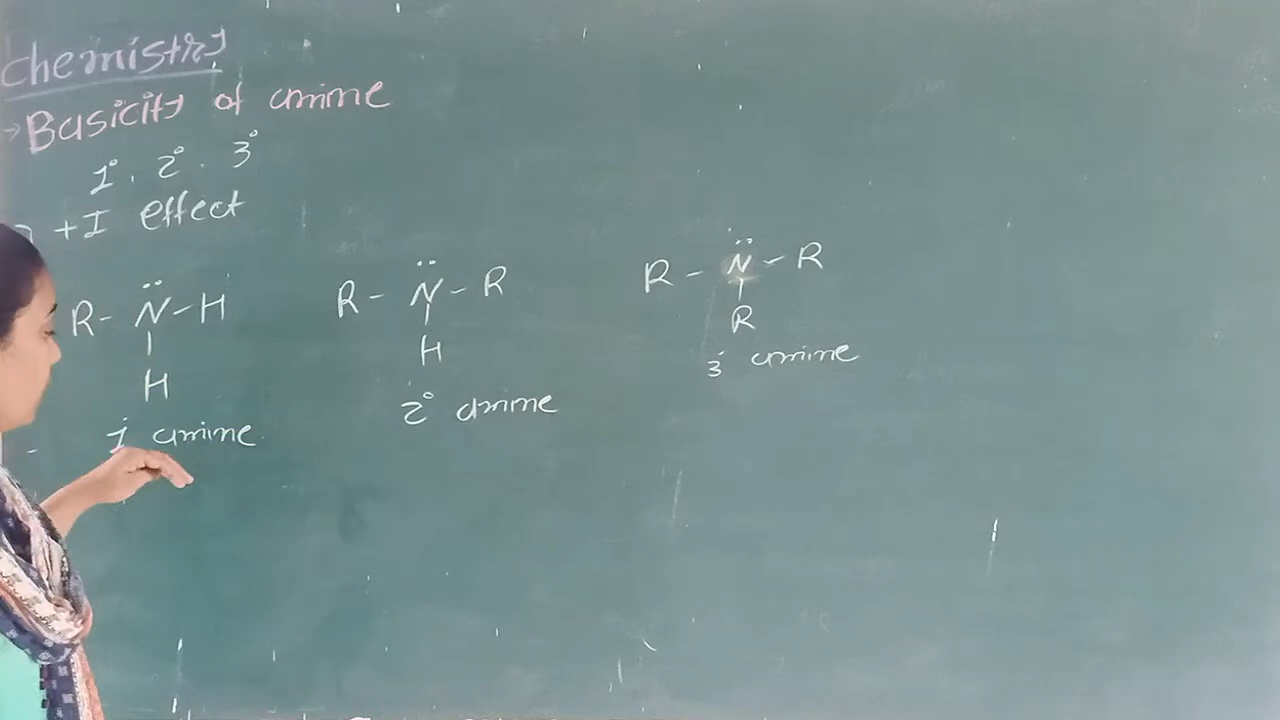 Chemistry
→ Basicity of amine
1°, 2°. 3°
+I effect
R - N̈ - H
H
1° amine
R - N̈ - R
H
2° amine
R - N̈ - R
R
3° amine